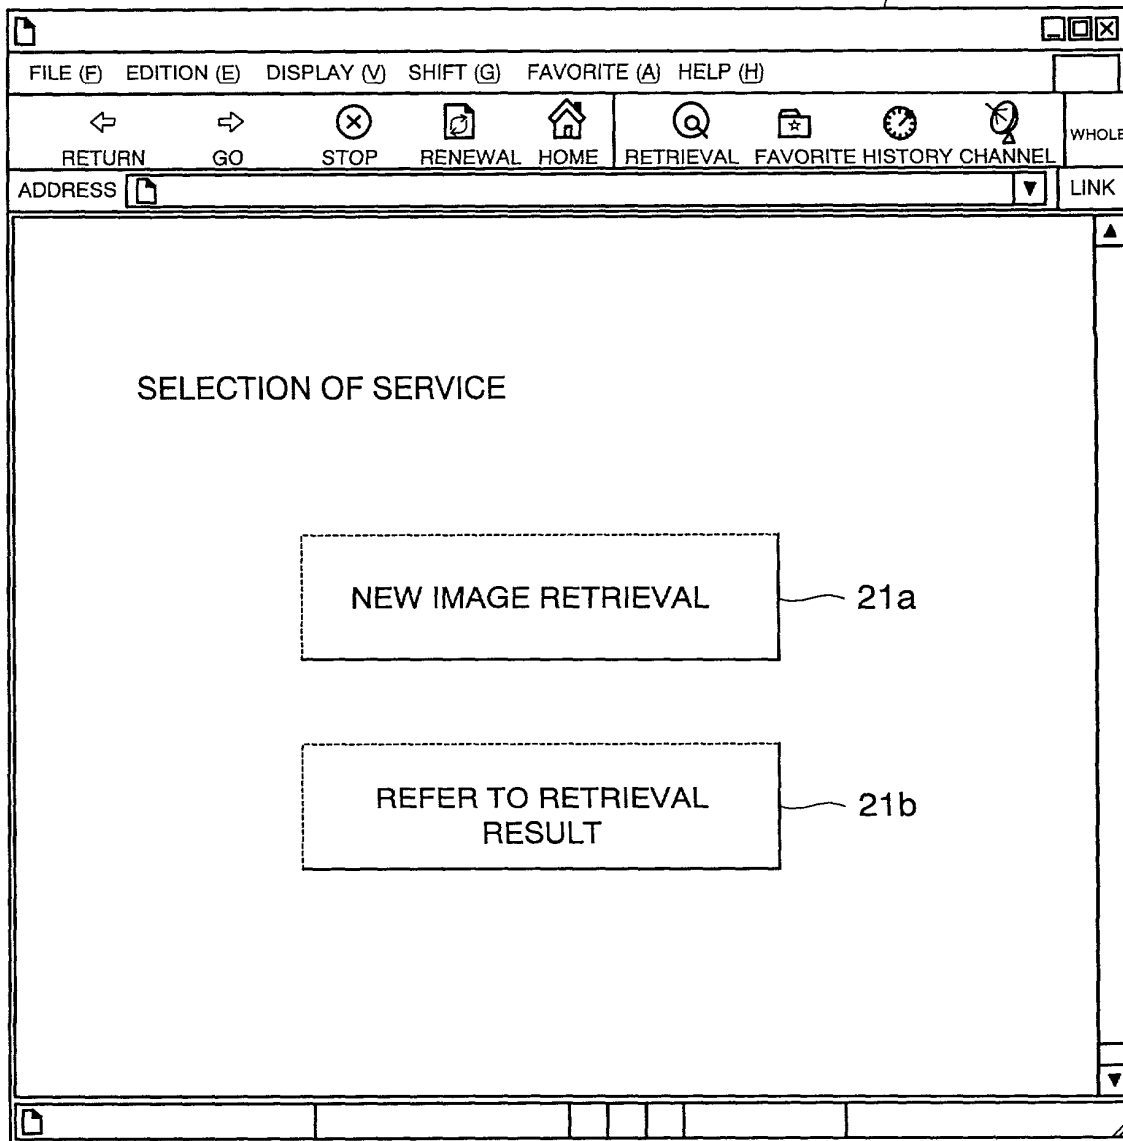 FILE (F) EDITION (E) DISPLAY (V) SHIFT (G) FAVORITE (A) HELP (H)
RETURN GO STOP RENEWAL HOME RETRIEVAL FAVORITE HISTORY CHANNEL WHOLE
ADDRESS LINK
SELECTION OF SERVICE
NEW IMAGE RETRIEVAL 21a
REFER TO RETRIEVAL
RESULT 21b